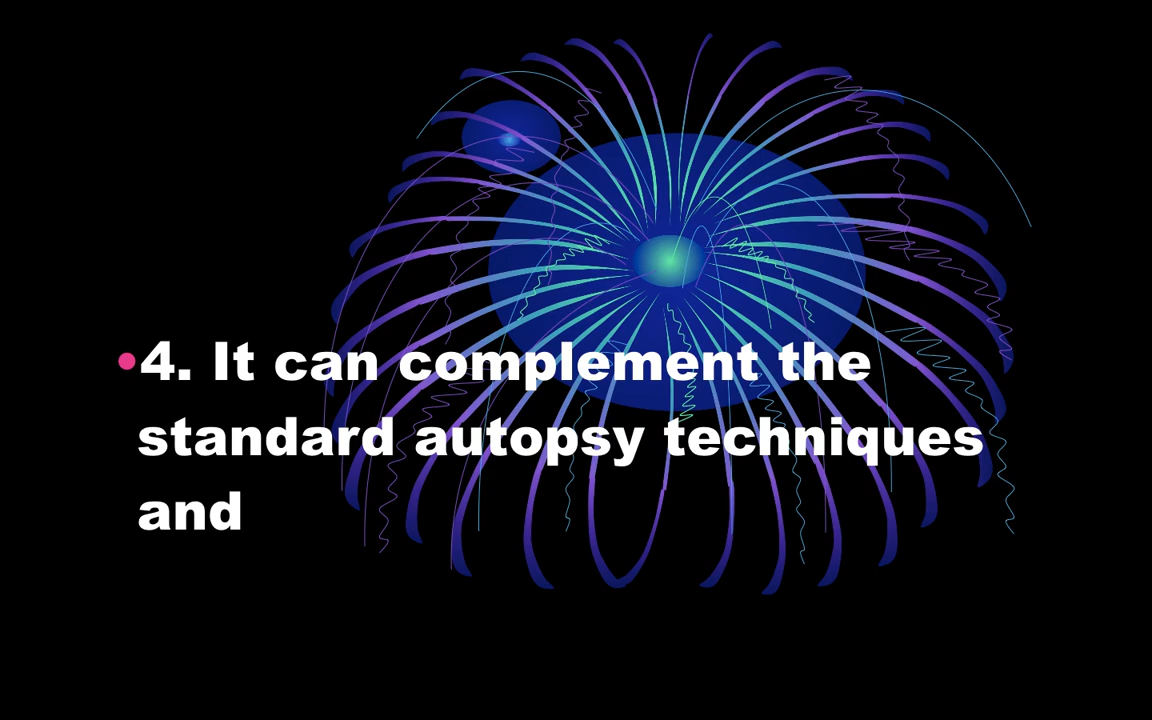 •4. It can complement the
standard autopsy techniques
and